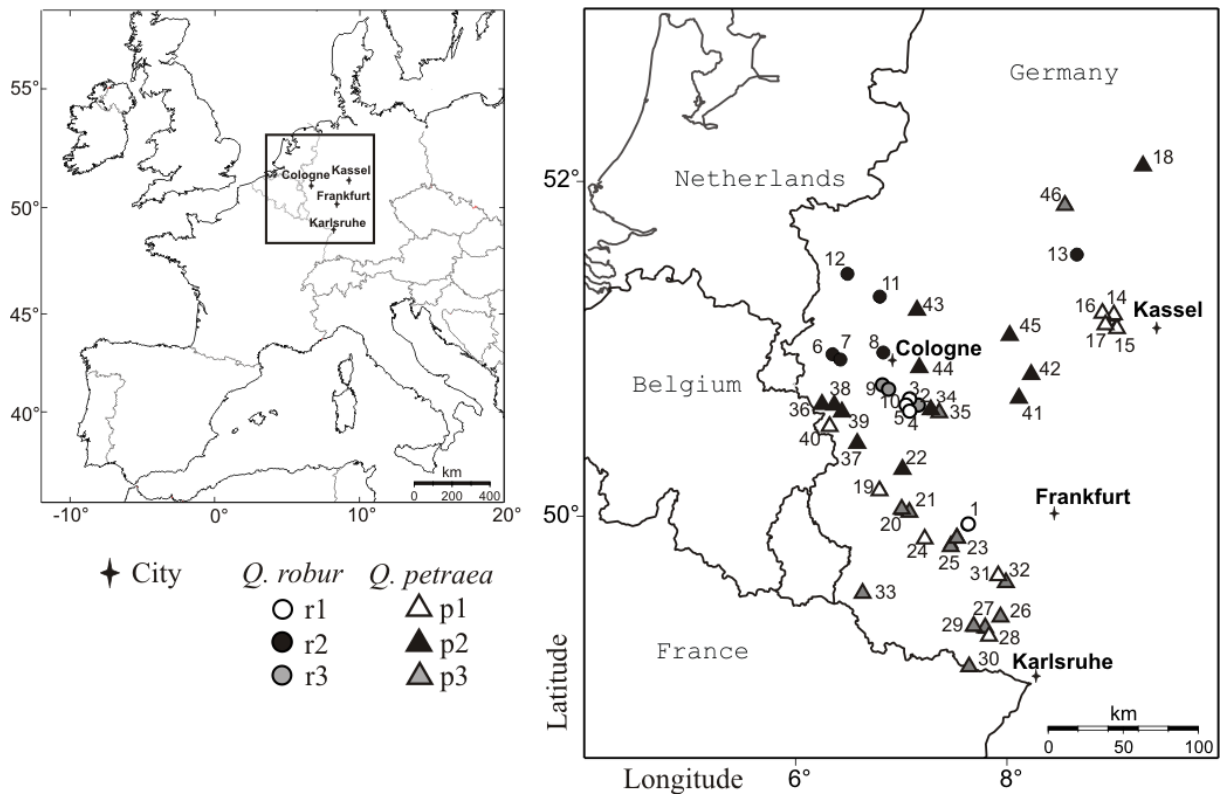 55°
50°
45°
40°
-10°
0°
10°
20°
Cologne
Kassel
Frankfurt
Karlsruhe
km
0 200 400
City
Q. robur
Q. petraea
r1
p1
r2
p2
r3
p3
Germany
Netherlands
Belgium
France
52°
50°
6°
8°
Latitude
Longitude
18
46
13
12
11
43
16
14
17
15
Kassel
45
6
7
8
Cologne
44
42
41
9
3
2
34
10
5
4
35
36
38
39
40
37
22
19
21
20
1
Frankfurt
24
25
23
31
32
33
27
26
29
28
30
Karlsruhe
km
0 50 100